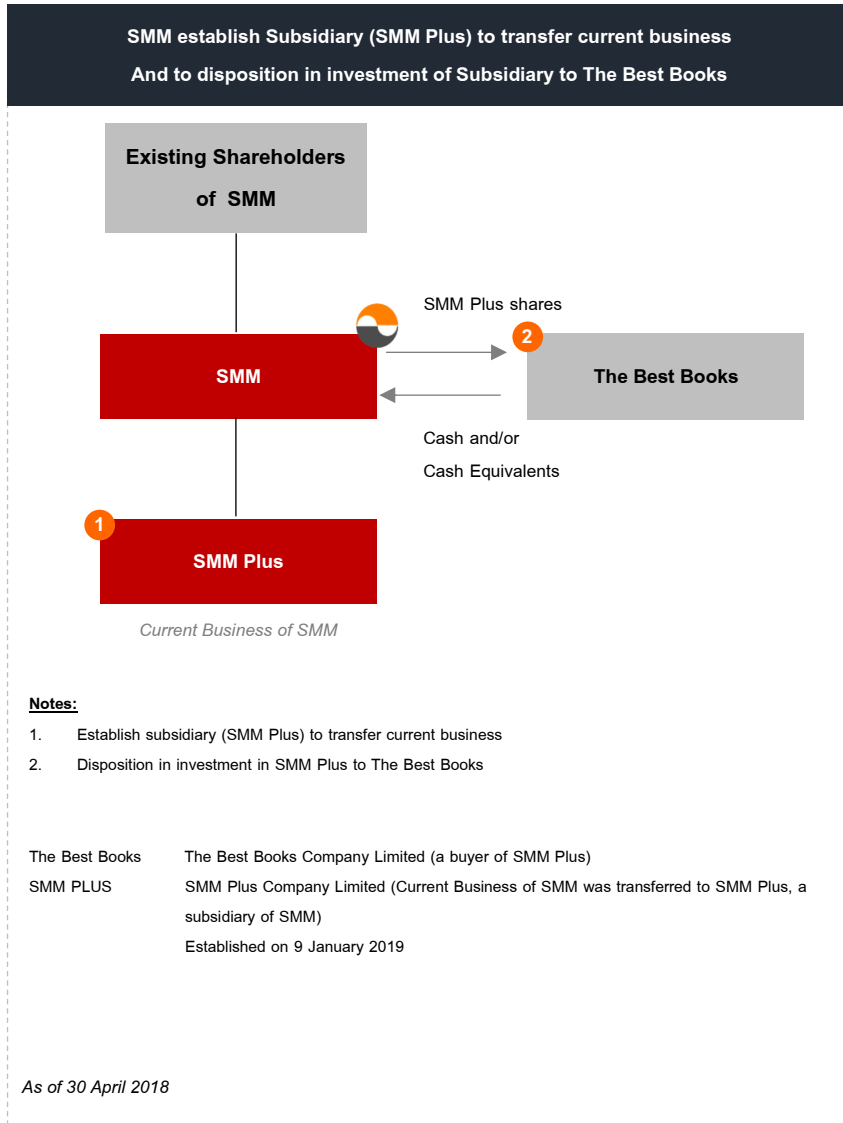 SMM establish Subsidiary (SMM Plus) to transfer current business
And to disposition in investment of Subsidiary to The Best Books
Existing Shareholders
of SMM
SMM Plus shares
2
SMM
The Best Books
Cash and/or
Cash Equivalents
1
SMM Plus
Current Business of SMM
Notes:
1. Establish subsidiary (SMM Plus) to transfer current business
2. Disposition in investment in SMM Plus to The Best Books
The Best Books The Best Books Company Limited (a buyer of SMM Plus)
SMM PLUS SMM Plus Company Limited (Current Business of SMM was transferred to SMM Plus, a
subsidiary of SMM)
Established on 9 January 2019
As of 30 April 2018